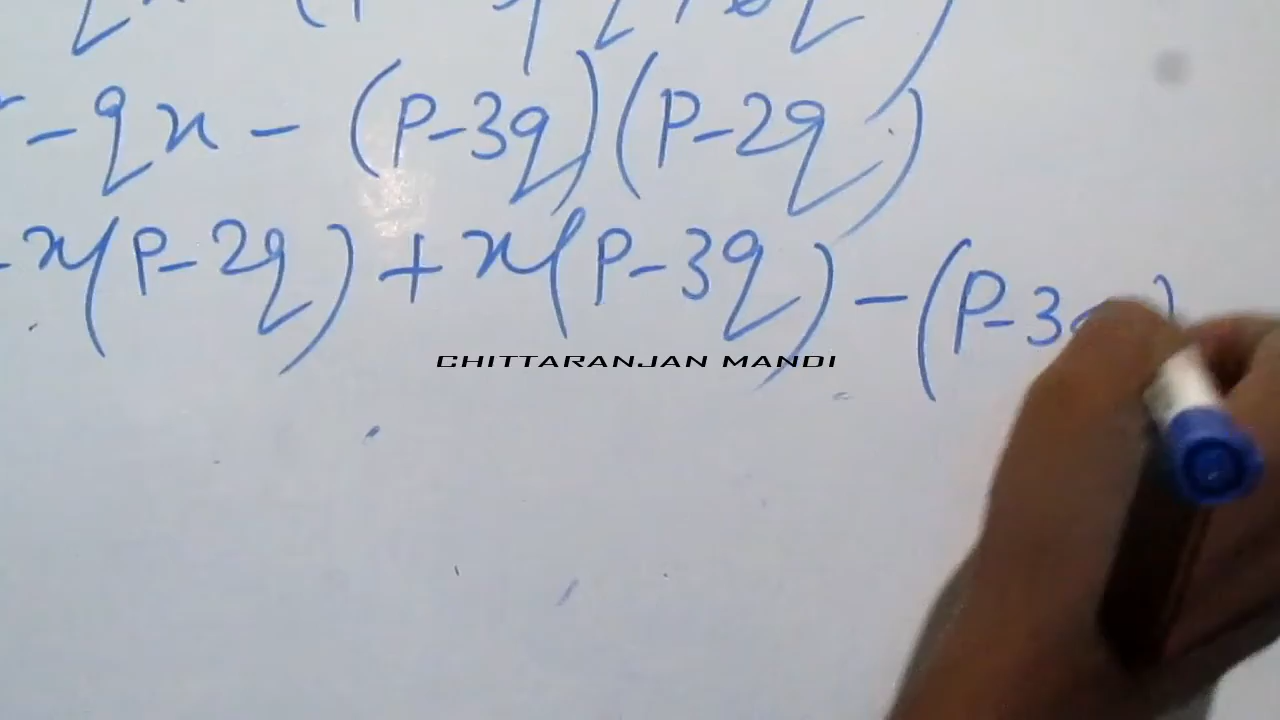 - qx - (P-3q)(P-2q)
- x(P-2q) + x(P-3q) - (P-3
CHITTARANJAN MANDI